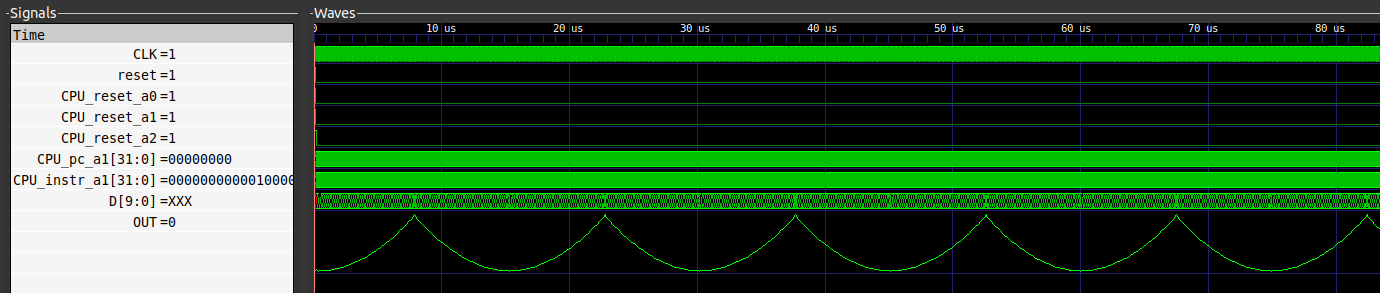 Signals
Waves
Time
0 10 us 20 us 30 us 40 us 50 us 60 us 70 us 80 us
CLK=1
reset=1
CPU_reset_a0=1
CPU_reset_a1=1
CPU_reset_a2=1
CPU_pc_a1[31:0]=00000000
CPU_instr_a1[31:0]=0000000000010000
D[9:0]=XXX
OUT=0